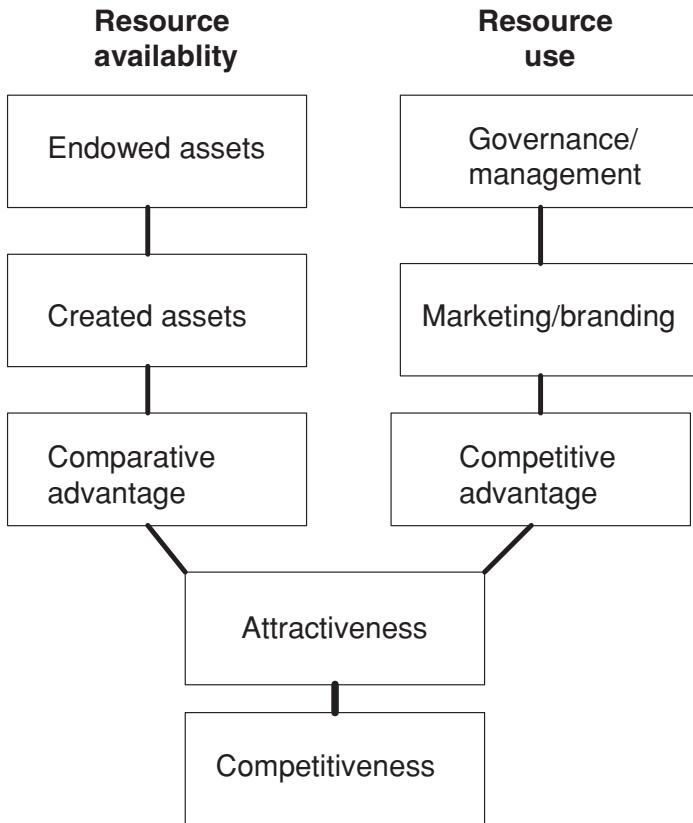 Resource
availablity
Resource
use
Endowed assets
Governance/
management
Created assets
Marketing/branding
Comparative
advantage
Competitive
advantage
Attractiveness
Competitiveness